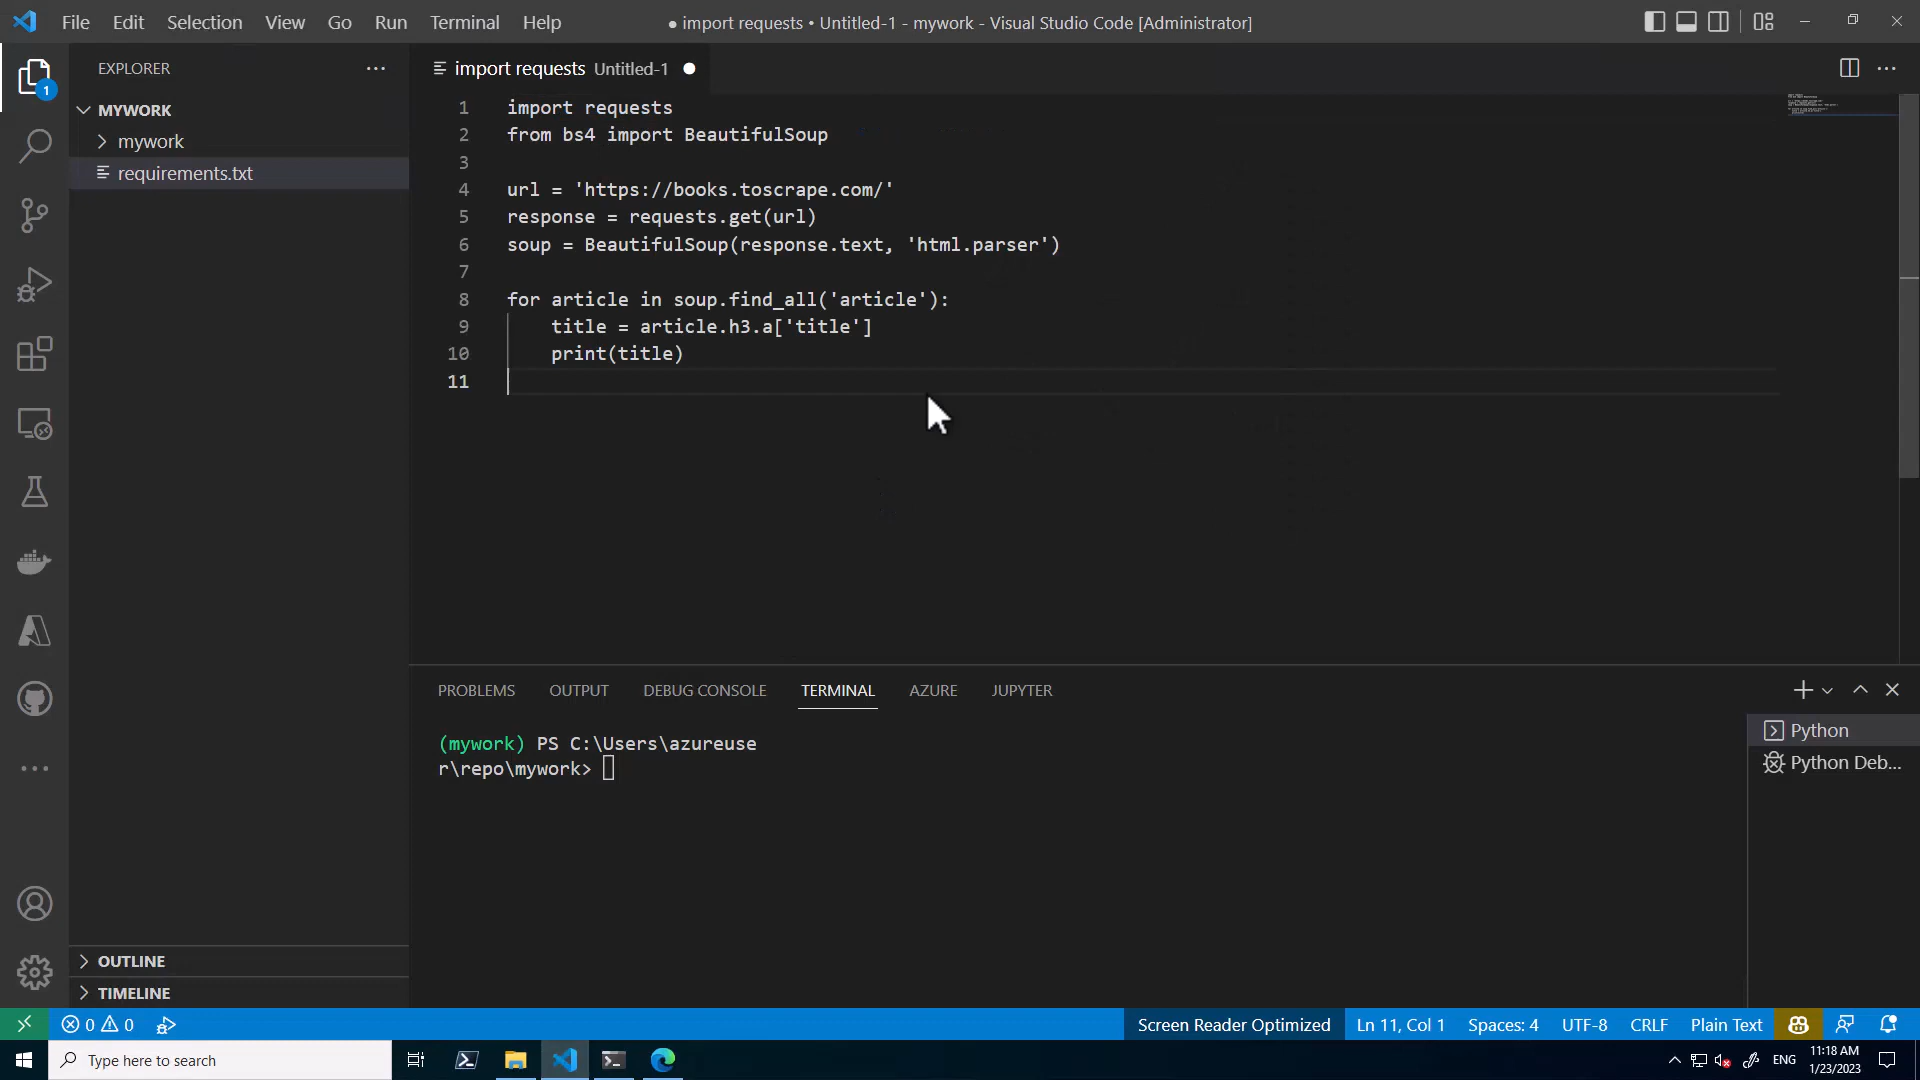 File Edit Selection View Go Run Terminal Help
● import requests • Untitled-1 - mywork - Visual Studio Code [Administrator]
EXPLORER
1
MYWORK
mywork
requirements.txt
OUTLINE
TIMELINE
import requests Untitled-1
1 import requests
2 from bs4 import BeautifulSoup
3
4 url = 'https://books.toscrape.com/'
5 response = requests.get(url)
6 soup = BeautifulSoup(response.text, 'html.parser')
7
8 for article in soup.find_all('article'):
9 title = article.h3.a['title']
10 print(title)
11
PROBLEMS OUTPUT DEBUG CONSOLE TERMINAL AZURE JUPYTER
(mywork) PS C:\Users\azureuse
r\repo\mywork>
Python
Python Deb...
0 0 Screen Reader Optimized Ln 11, Col 1 Spaces: 4 UTF-8 CRLF Plain Text
Type here to search
ENG
11:18 AM
1/23/2023